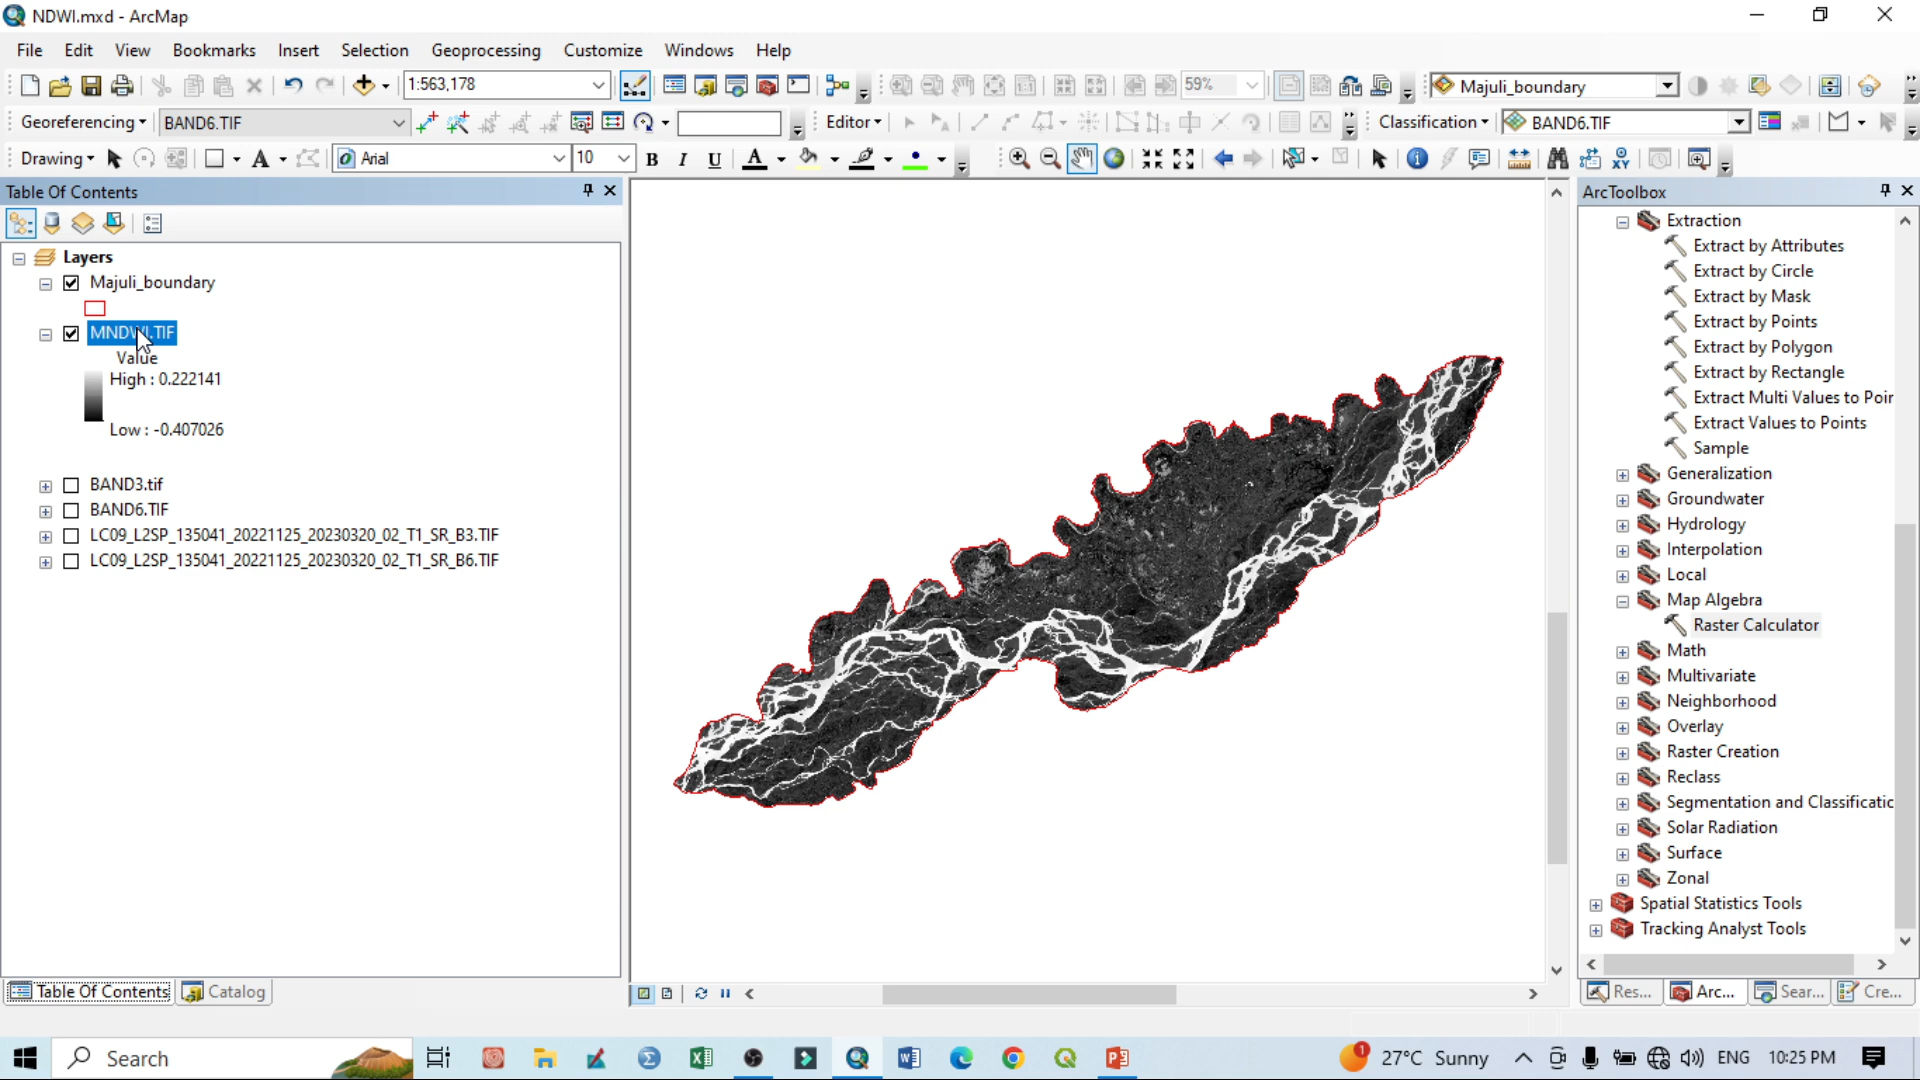 NDWI.mxd - ArcMap
File Edit View Bookmarks Insert Selection Geoprocessing Customize Windows Help
1:563,178 59% Majuli_boundary
Georeferencing BAND6.TIF Editor Classification BAND6.TIF
Drawing A Arial 10 B I U A XY
Table Of Contents
ArcToolbox
Layers
Majuli_boundary
MNDWI.TIF
Value
High : 0.222141
Low : -0.407026
BAND3.tif
BAND6.TIF
LC09_L2SP_135041_20221125_20230320_02_T1_SR_B3.TIF
LC09_L2SP_135041_20221125_20230320_02_T1_SR_B6.TIF
Extraction
Extract by Attributes
Extract by Circle
Extract by Mask
Extract by Points
Extract by Polygon
Extract by Rectangle
Extract Multi Values to Poir
Extract Values to Points
Sample
Generalization
Groundwater
Hydrology
Interpolation
Local
Map Algebra
Raster Calculator
Math
Multivariate
Neighborhood
Overlay
Raster Creation
Reclass
Segmentation and Classificatic
Solar Radiation
Surface
Zonal
Spatial Statistics Tools
Tracking Analyst Tools
Table Of Contents Catalog
Res... Arc... Sear... Cre...
Search 1 27°C Sunny ENG 10:25 PM